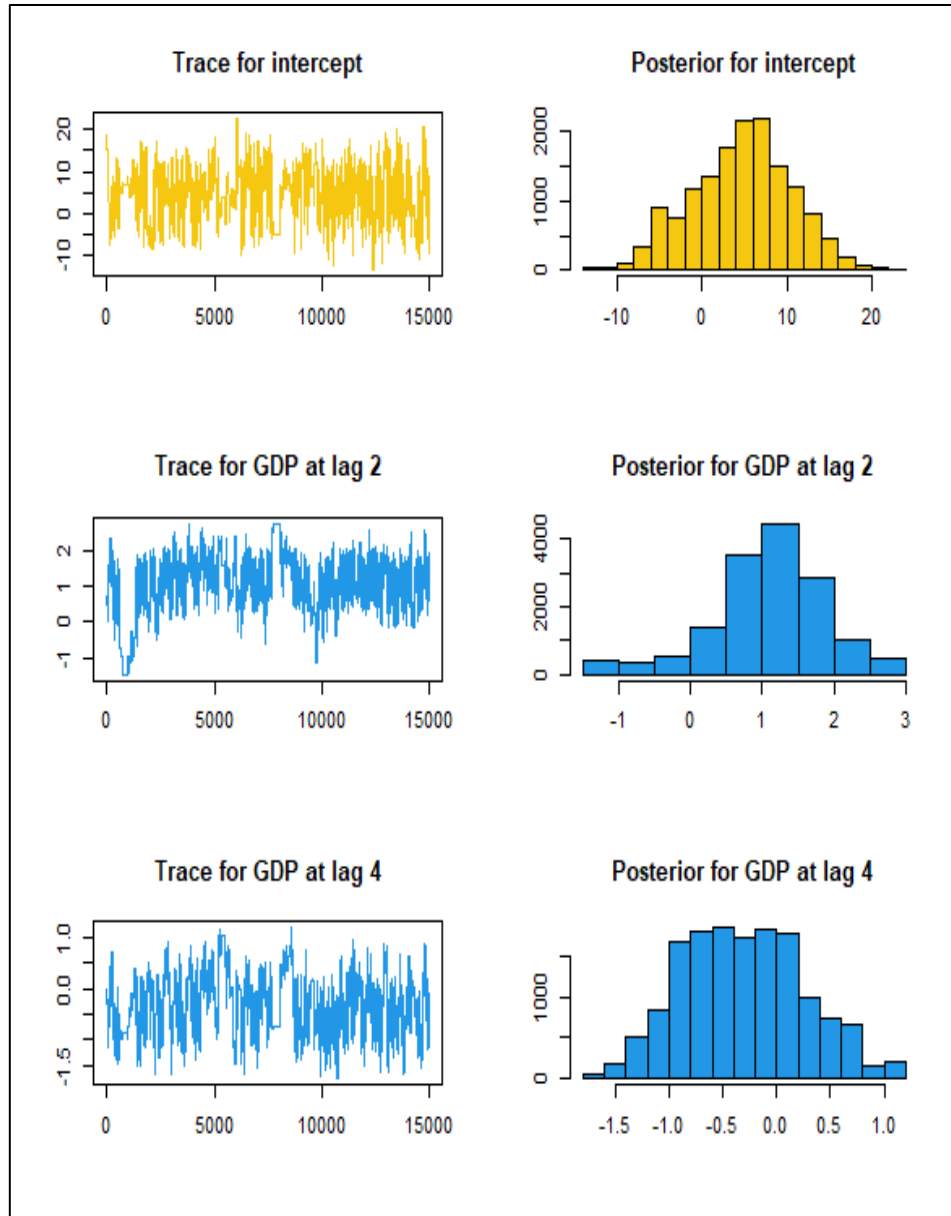 Trace for intercept
Posterior for intercept
20
10
0
-10
0 5000 10000 15000
2000
1000
0
-10 0 10 20
Trace for GDP at lag 2
Posterior for GDP at lag 2
2
1
0
-1
0 5000 10000 15000
4000
2000
0
-1 0 1 2 3
Trace for GDP at lag 4
Posterior for GDP at lag 4
1.0
0.0
-1.5
0 5000 10000 15000
1000
0
-1.5 -1.0 -0.5 0.0 0.5 1.0